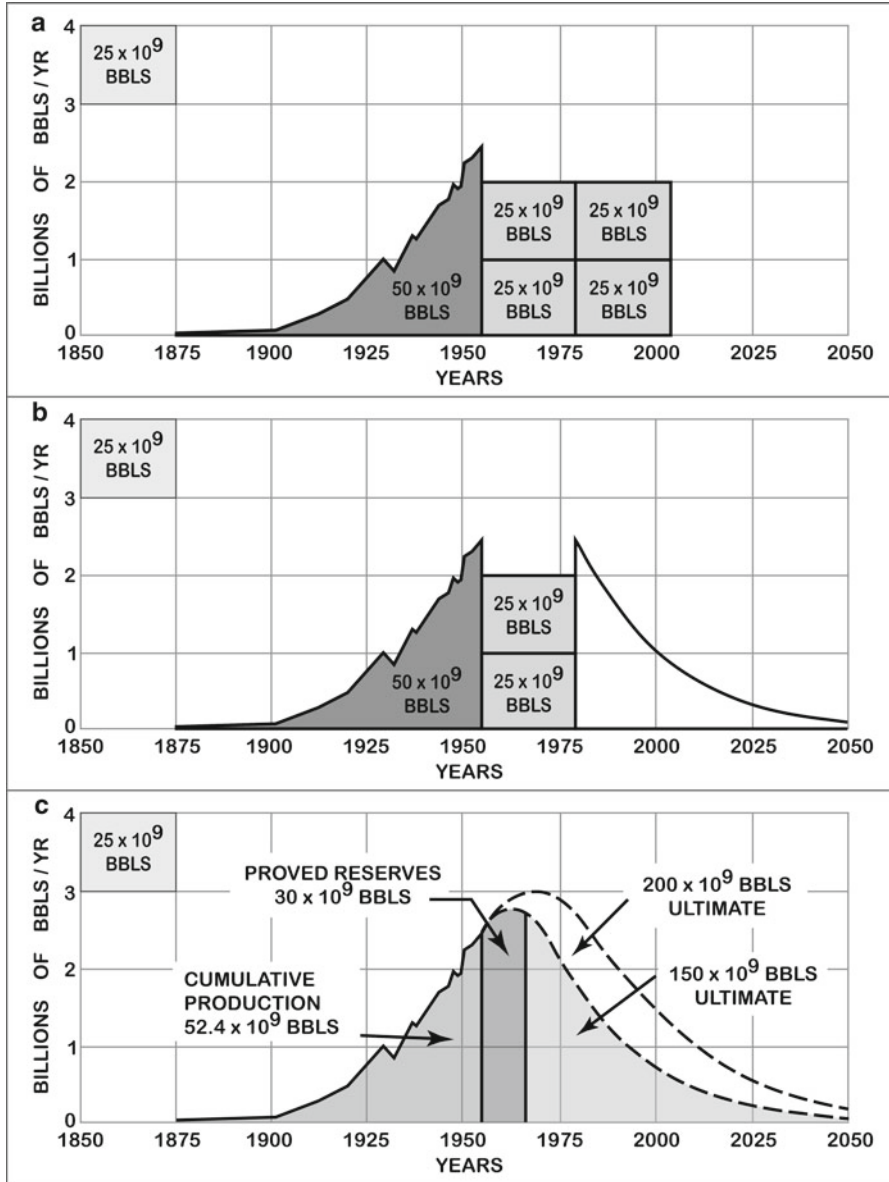 a
BILLIONS OF BBLS / YR
4
3
2
1
0
25 x 10⁹
BBLS
50 x 10⁹
BBLS
25 x 10⁹
BBLS
25 x 10⁹
BBLS
25 x 10⁹
BBLS
25 x 10⁹
BBLS
1850 1875 1900 1925 1950 1975 2000 2025 2050
YEARS
b
BILLIONS OF BBLS / YR
4
3
2
1
0
25 x 10⁹
BBLS
50 x 10⁹
BBLS
25 x 10⁹
BBLS
25 x 10⁹
BBLS
1850 1875 1900 1925 1950 1975 2000 2025 2050
YEARS
c
BILLIONS OF BBLS / YR
4
3
2
1
0
25 x 10⁹
BBLS
PROVED RESERVES
30 x 10⁹ BBLS
200 x 10⁹ BBLS
ULTIMATE
CUMULATIVE
PRODUCTION
52.4 x 10⁹ BBLS
150 x 10⁹ BBLS
ULTIMATE
1850 1875 1900 1925 1950 1975 2000 2025 2050
YEARS